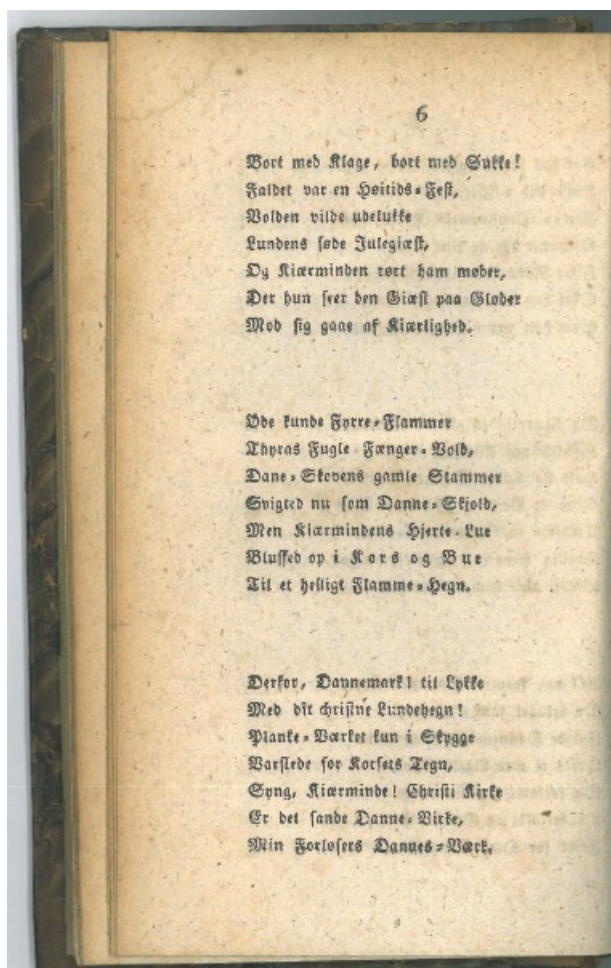 6
Bort med Klage, bort med Sukke!
Faldet var en Høitids-Fest,
Volden vilde udelukke
Lundens søde Julegiæst,
Og Kiærminden rørt ham møder,
Der hun seer den Giæst paa Gløder
Mod sig gaae af Kiærlighed.
Øde kunde Fyrre-Flammer
Thyras Fugle-Fænger-Vold,
Dane-Skovens gamle Stammer
Svigted nu som Danne-Skjold,
Men Kiærmindens Hjerte-Lue
Blussed op i Kors og Bue
Til et helligt Flamme-Hegn.
Derfor, Dannemark! til Lykke
Med dit christne Lundehegn!
Planke-Værket kun i Skygge
Varslede for Korsets Tegn,
Syng, Kiærminde! Christi Kirke
Er det sande Danne-Virke,
Min Forløsers Dannes-Værk.